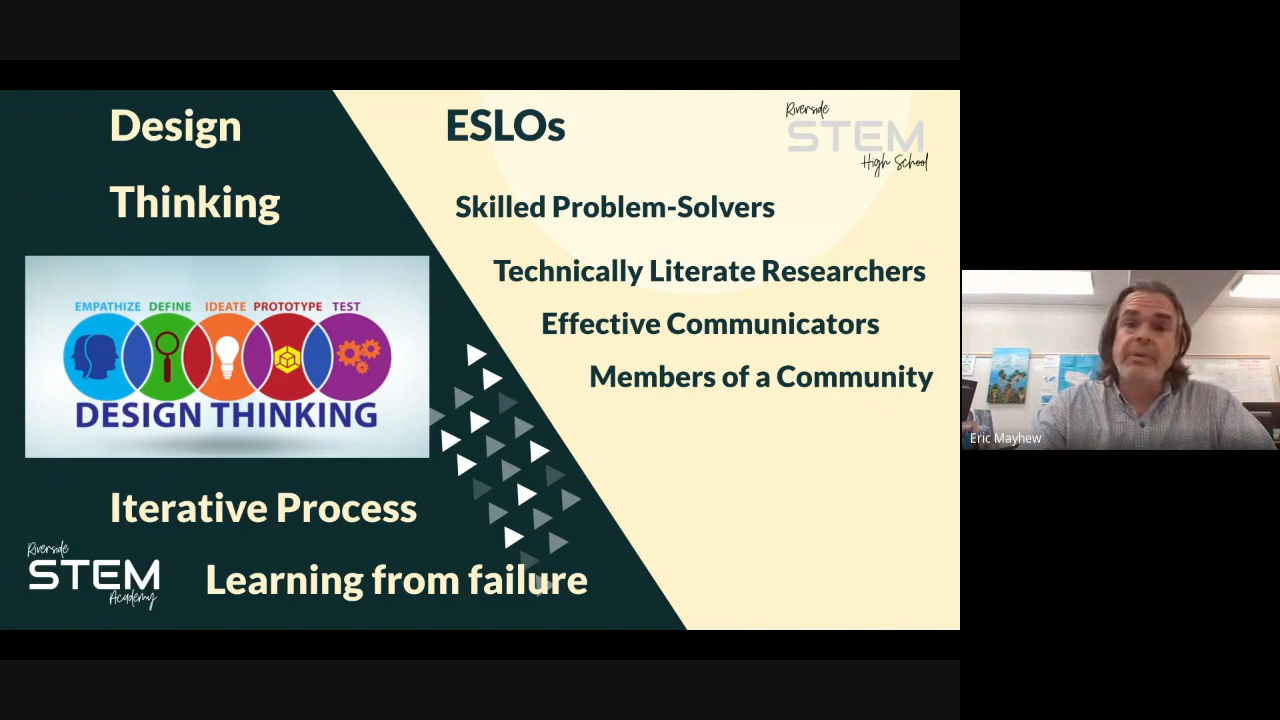 Design
Thinking
EMPATHIZE DEFINE IDEATE PROTOTYPE TEST
DESIGN THINKING
Iterative Process
Learning from failure
Riverside
STEM
Academy
ESLOs
Riverside
STEM
High School
Skilled Problem-Solvers
Technically Literate Researchers
Effective Communicators
Members of a Community
Eric Mayhew